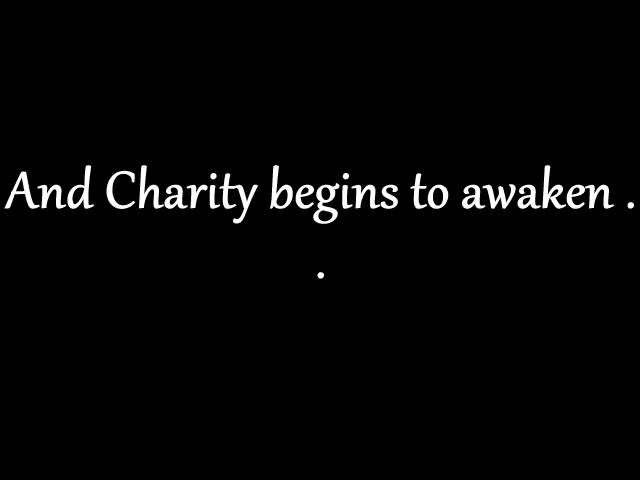 And Charity begins to awaken .
.